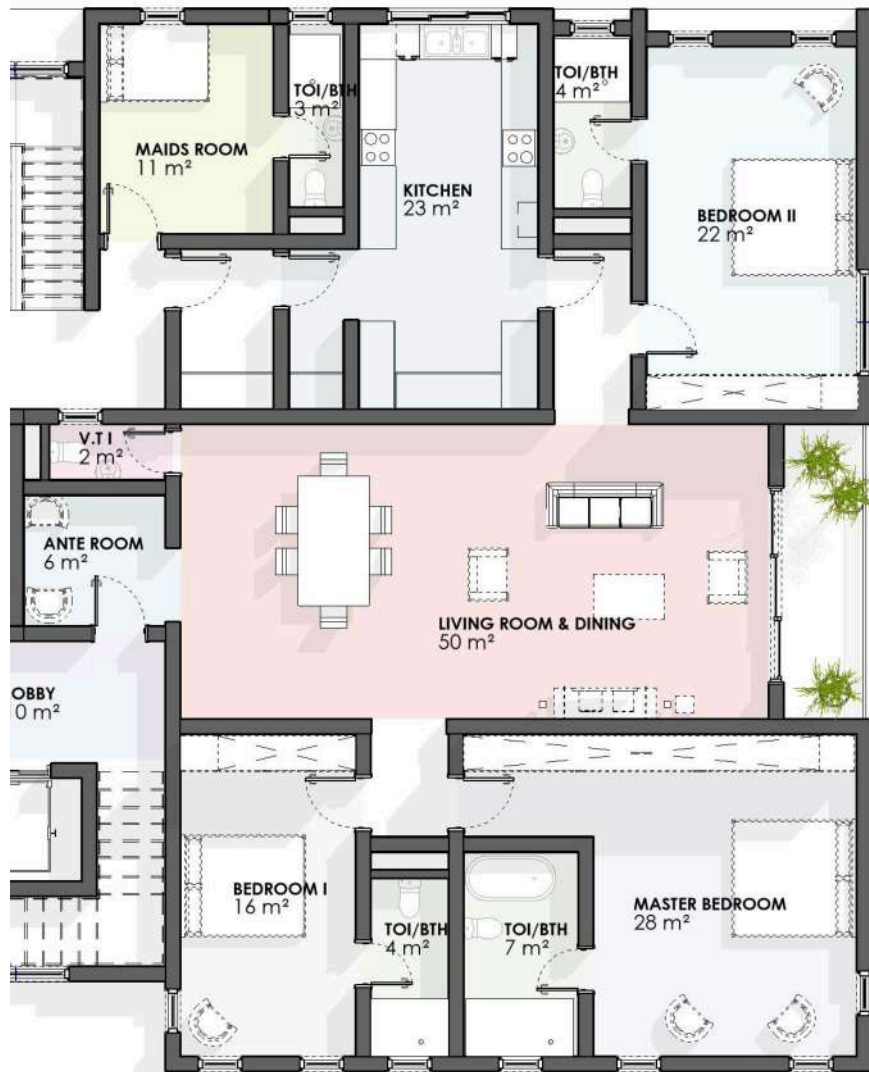 TOI/BTH
3 m²
TOI/BTH
4 m²
MAIDS ROOM
11 m²
KITCHEN
23 m²
BEDROOM II
22 m²
V.T I
2 m²
ANTE ROOM
6 m²
LIVING ROOM & DINING
50 m²
OBBY
0 m²
BEDROOM I
16 m²
TOI/BTH
4 m²
TOI/BTH
7 m²
MASTER BEDROOM
28 m²